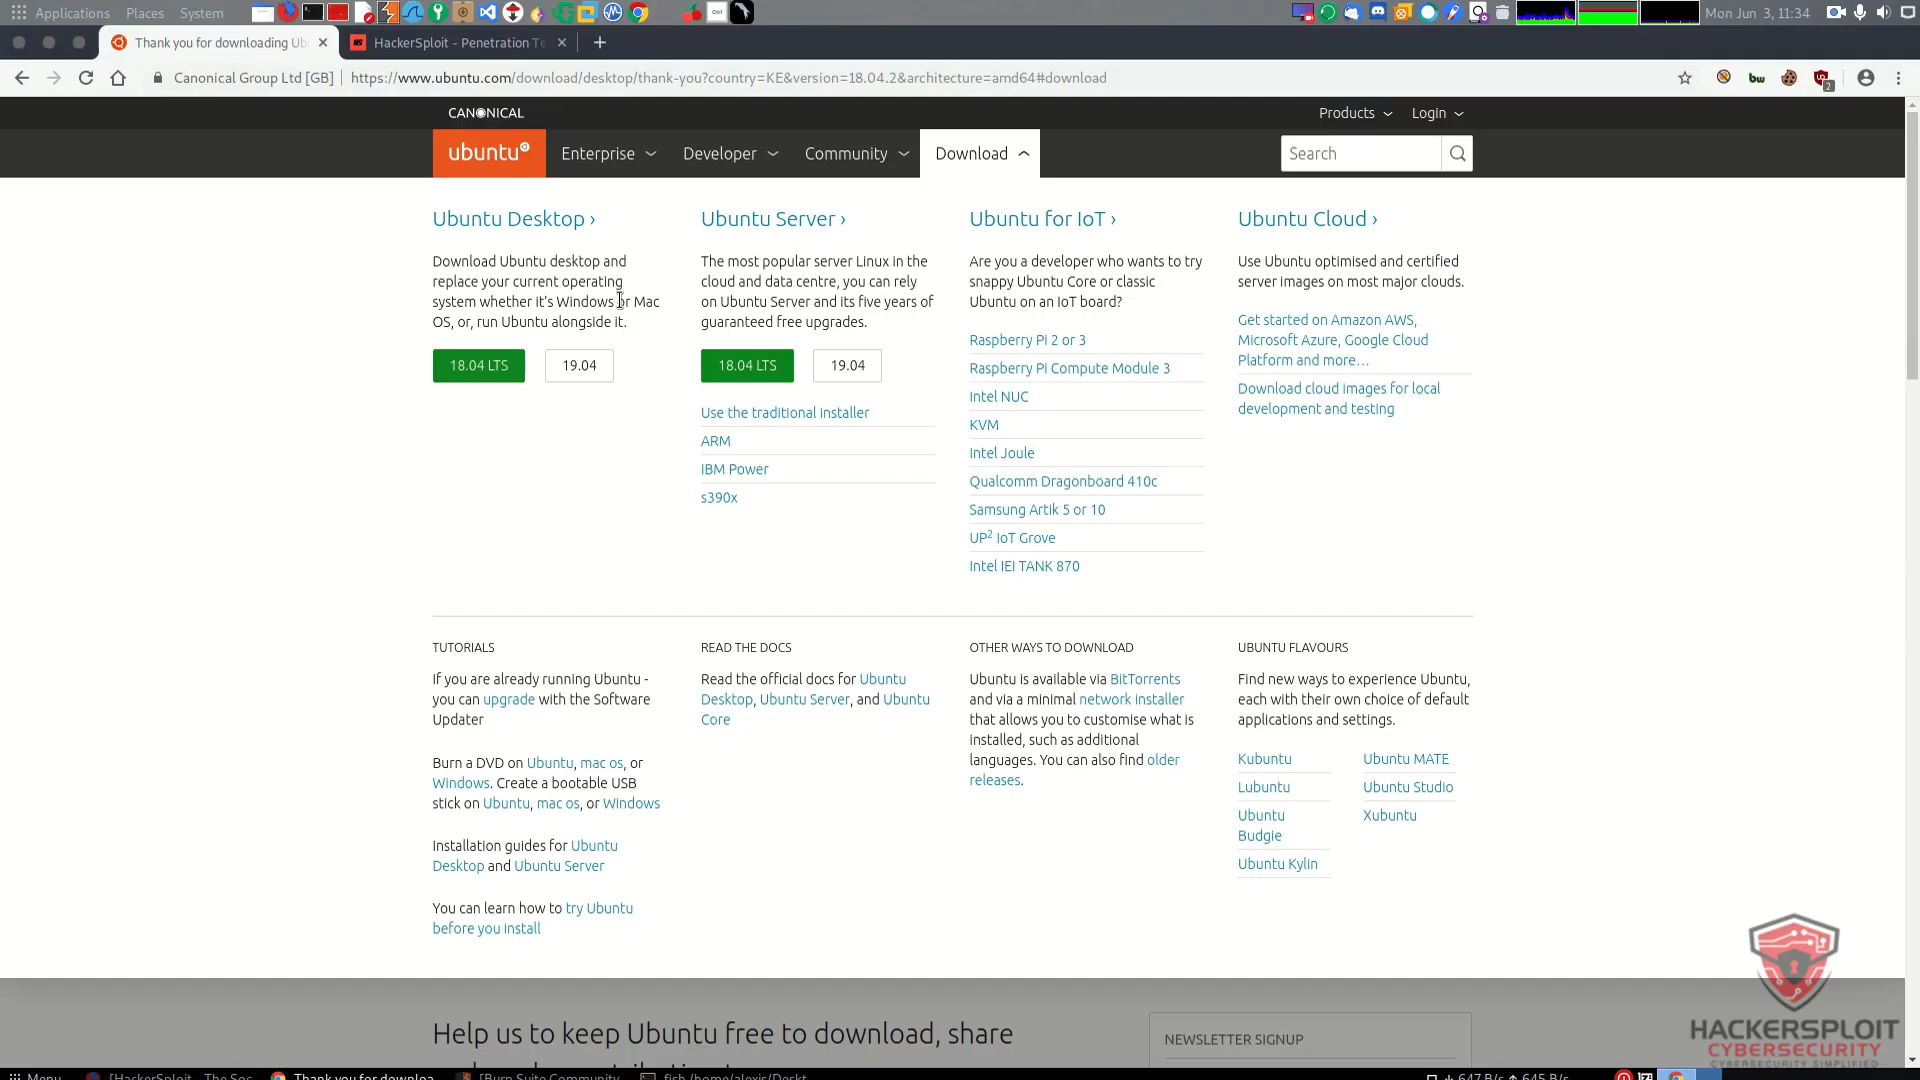 Applications Places System
Mon Jun 3, 11:34
Thank you for downloading Ub
HackerSploit - Penetration Te
Canonical Group Ltd [GB]
https://www.ubuntu.com/download/desktop/thank-you?country=KE&version=18.04.2&architecture=amd64#download
CANONICAL
Products
Login
ubuntu
Enterprise
Developer
Community
Download
Search
Ubuntu Desktop ›
Download Ubuntu desktop and
replace your current operating
system whether it's Windows or Mac
OS, or, run Ubuntu alongside it.
18.04 LTS
19.04
Ubuntu Server ›
The most popular server Linux in the
cloud and data centre, you can rely
on Ubuntu Server and its five years of
guaranteed free upgrades.
18.04 LTS
19.04
Use the traditional installer
ARM
IBM Power
s390x
Ubuntu for IoT ›
Are you a developer who wants to try
snappy Ubuntu Core or classic
Ubuntu on an IoT board?
Raspberry Pi 2 or 3
Raspberry Pi Compute Module 3
Intel NUC
KVM
Intel Joule
Qualcomm Dragonboard 410c
Samsung Artik 5 or 10
UP2 IoT Grove
Intel IEI TANK 870
Ubuntu Cloud ›
Use Ubuntu optimised and certified
server images on most major clouds.
Get started on Amazon AWS,
Microsoft Azure, Google Cloud
Platform and more…
Download cloud images for local
development and testing
TUTORIALS
If you are already running Ubuntu -
you can upgrade with the Software
Updater
Burn a DVD on Ubuntu, mac os, or
Windows. Create a bootable USB
stick on Ubuntu, mac os, or Windows
Installation guides for Ubuntu
Desktop and Ubuntu Server
You can learn how to try Ubuntu
before you install
READ THE DOCS
Read the official docs for Ubuntu
Desktop, Ubuntu Server, and Ubuntu
Core
OTHER WAYS TO DOWNLOAD
Ubuntu is available via BitTorrents
and via a minimal network installer
that allows you to customise what is
installed, such as additional
languages. You can also find older
releases.
UBUNTU FLAVOURS
Find new ways to experience Ubuntu,
each with their own choice of default
applications and settings.
Kubuntu
Lubuntu
Ubuntu
Budgie
Ubuntu Kylin
Ubuntu MATE
Ubuntu Studio
Xubuntu
Help us to keep Ubuntu free to download, share
NEWSLETTER SIGNUP
HACKERSPLOIT
CYBERSECURITY
Menu
[HackerSploit - The Soc
Thank you for downloa
[Burp Suite Community
fish /home/alexis/Deskt
647 B/s 645 B/s